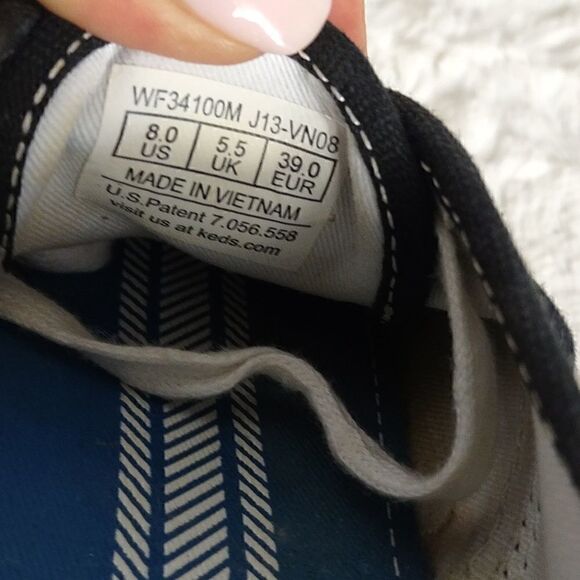 WF34100M J13-VN08
8.0 5.5 39.0
US UK EUR
MADE IN VIETNAM
U.S. Patent 7.056.558
visit us at keds.com